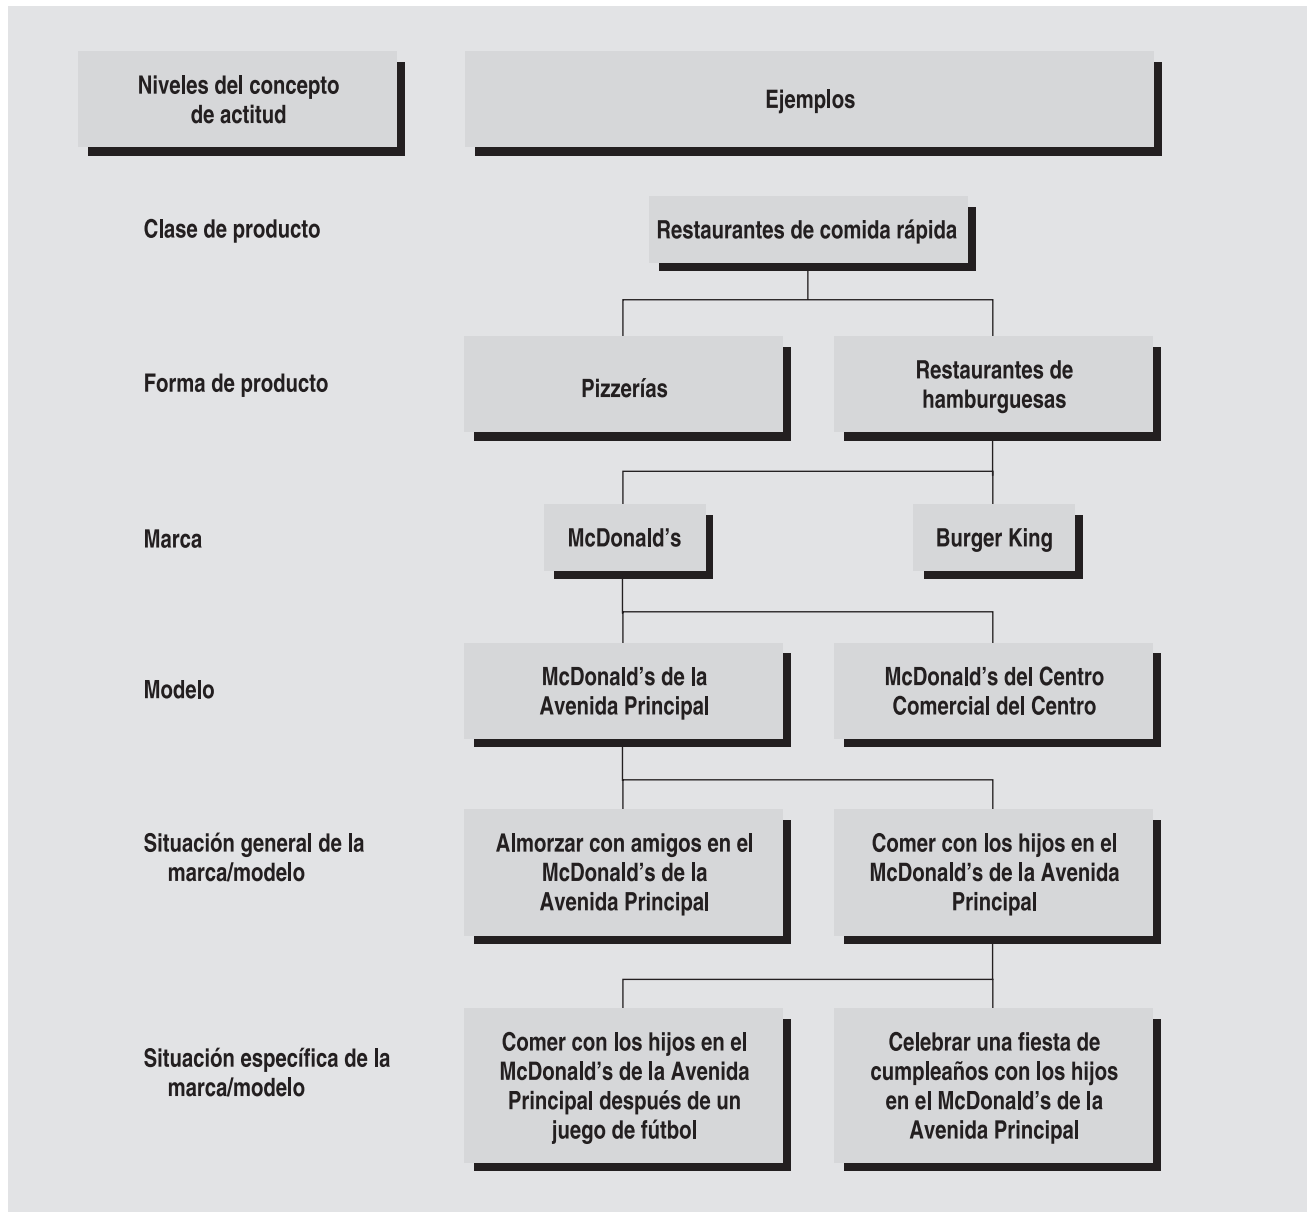 Niveles del concepto
de actitud
Ejemplos
Clase de producto
Restaurantes de comida rápida
Forma de producto
Pizzerías
Restaurantes de
hamburguesas
Marca
McDonald's
Burger King
Modelo
McDonald's de la
Avenida Principal
McDonald's del Centro
Comercial del Centro
Situación general de la
marca/modelo
Almorzar con amigos en el
McDonald's de la
Avenida Principal
Comer con los hijos en el
McDonald's de la Avenida
Principal
Situación específica de la
marca/modelo
Comer con los hijos en el
McDonald's de la Avenida
Principal después de un
juego de fútbol
Celebrar una fiesta de
cumpleaños con los hijos
en el McDonald's de la
Avenida Principal